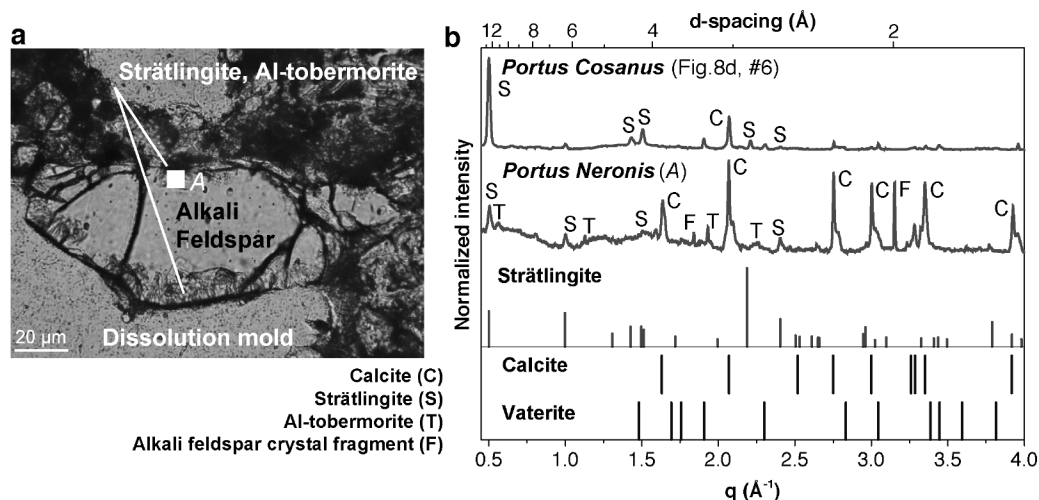 a
Strätlingite, Al-tobermorite
A
Alkali
Feldspar
20 µm
Dissolution mold
Calcite (C)
Strätlingite (S)
Al-tobermorite (T)
Alkali feldspar crystal fragment (F)
b
d-spacing (Å)
12 10 8 6 4 2
Portus Cosanus (Fig.8d, #6)
S S S C S S
Portus Neronis (A)
S T S T S C F T C T S C C F C C
Strätlingite
Calcite
Vaterite
Normalized intensity
0.5 1.0 1.5 2.0 2.5 3.0 3.5 4.0
q (Å⁻¹)